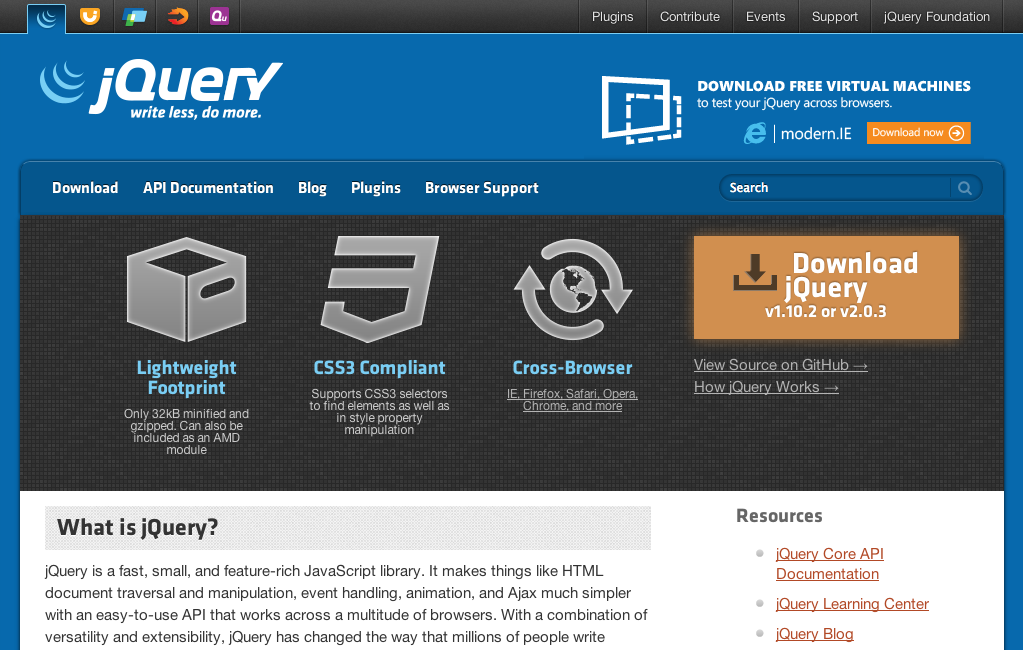 Qu
Plugins
Contribute
Events
Support
jQuery Foundation
jQuery
write less, do more.
DOWNLOAD FREE VIRTUAL MACHINES
to test your jQuery across browsers.
modern.IE
Download now
Download
API Documentation
Blog
Plugins
Browser Support
Search
Lightweight
Footprint
Only 32kB minified and
gzipped. Can also be
included as an AMD
module
CSS3 Compliant
Supports CSS3 selectors
to find elements as well as
in style property
manipulation
Cross-Browser
IE, Firefox, Safari, Opera,
Chrome, and more
Download
jQuery
v1.10.2 or v2.0.3
View Source on GitHub →
How jQuery Works →
What is jQuery?
jQuery is a fast, small, and feature-rich JavaScript library. It makes things like HTML
document traversal and manipulation, event handling, animation, and Ajax much simpler
with an easy-to-use API that works across a multitude of browsers. With a combination of
versatility and extensibility, jQuery has changed the way that millions of people write
Resources
jQuery Core API
Documentation
jQuery Learning Center
jQuery Blog